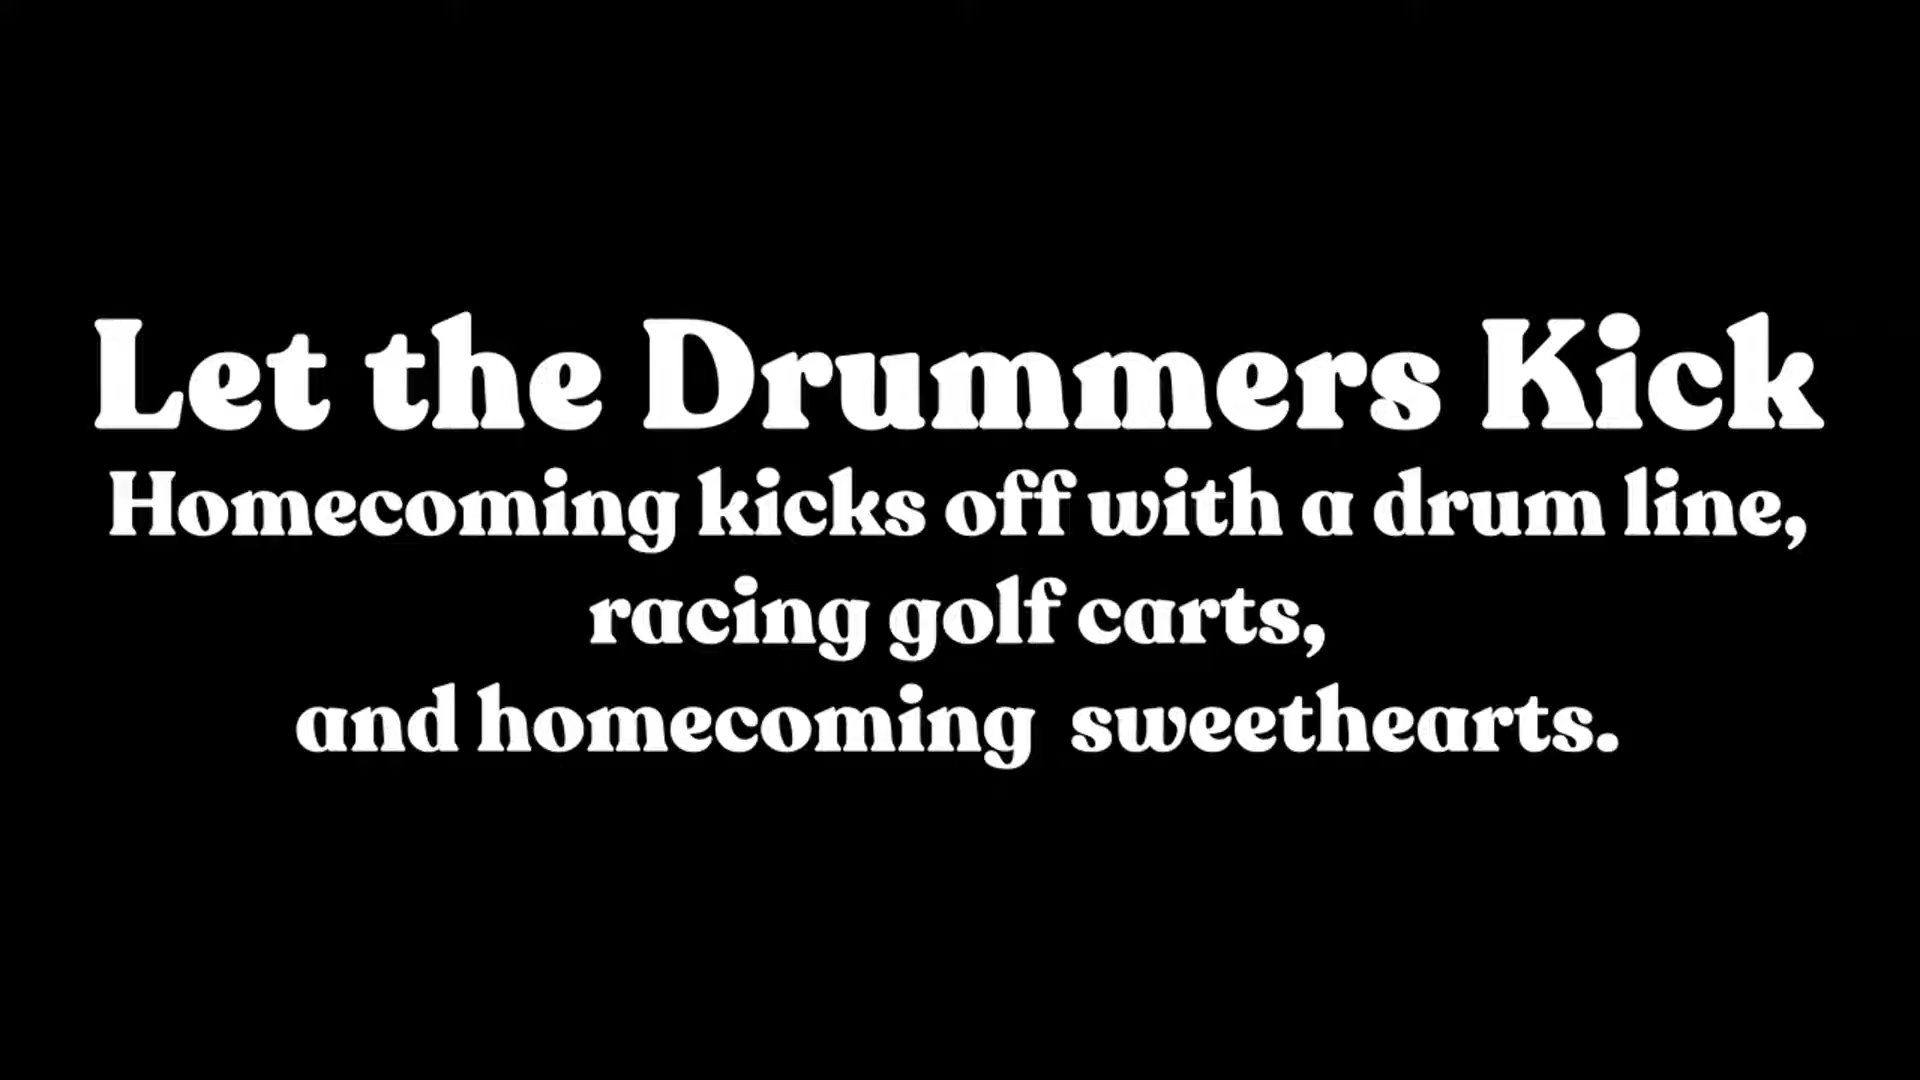 Let the Drummers Kick
Homecoming kicks off with a drum line,
racing golf carts,
and homecoming  sweethearts.